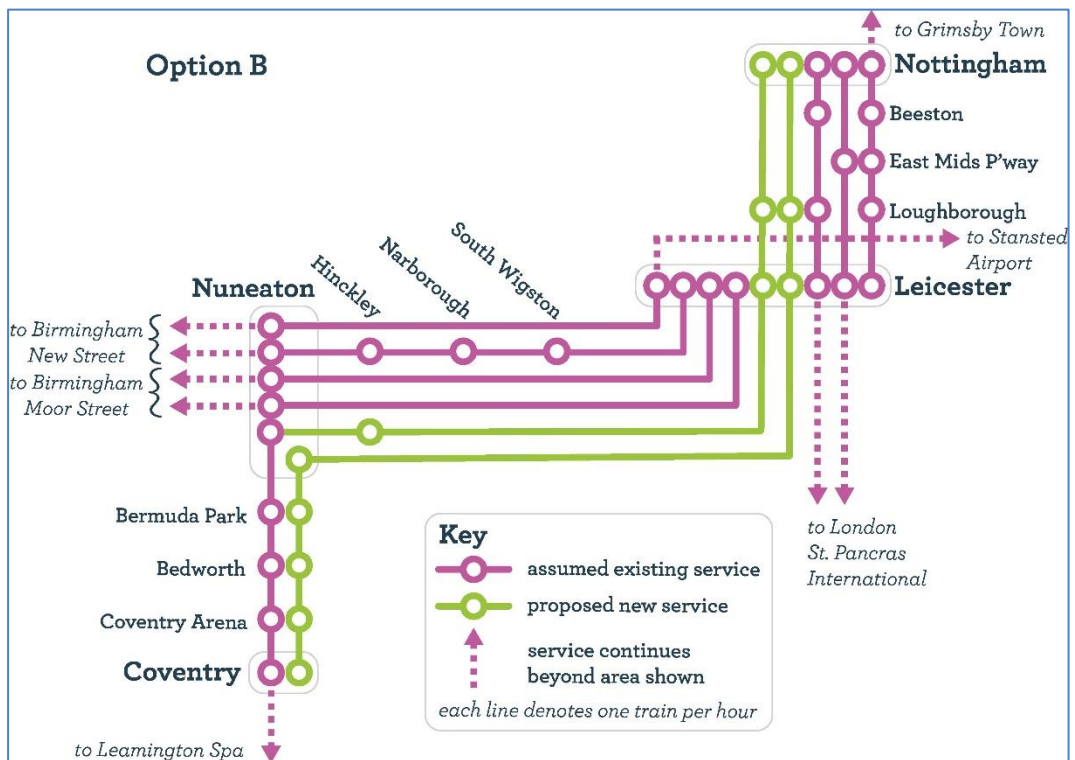 Option B
to Grimsby Town
Nottingham
Beeston
East Mids P'way
Loughborough
to Stansted
Airport
Leicester
South Wigston
Narborough
Hinckley
Nuneaton
to Birmingham
New Street
to Birmingham
Moor Street
Bermuda Park
Bedworth
Coventry Arena
Coventry
to Leamington Spa
to London
St. Pancras
International
Key
assumed existing service
proposed new service
service continues
beyond area shown
each line denotes one train per hour